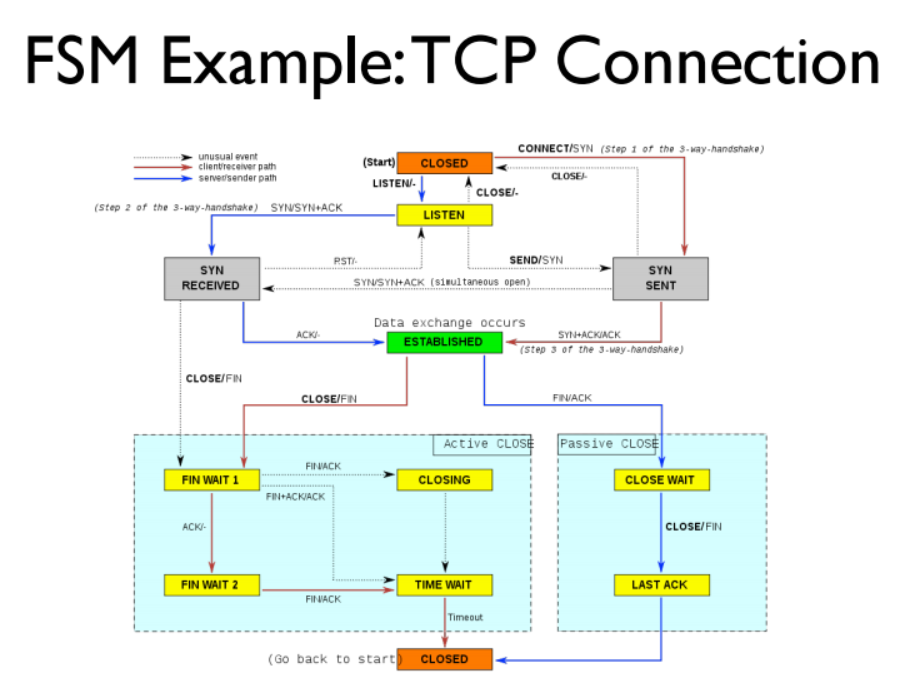 FSM Example: TCP Connection
unusual event
client/receiver path
server/sender path
(Start)
CLOSED
CONNECT/SYN (Step 1 of the 3-way-handshake)
CLOSE/-
LISTEN/-
CLOSE/-
(Step 2 of the 3-way-handshake) SYN/SYN+ACK
LISTEN
SYN
RECEIVED
RST/-
SEND/SYN
SYN
SENT
SYN/SYN+ACK (simultaneous open)
Data exchange occurs
ACK/-
ESTABLISHED
SYN+ACK/ACK
(Step 3 of the 3-way-handshake)
CLOSE/FIN
CLOSE/FIN
FIN/ACK
Active CLOSE
Passive CLOSE
FIN WAIT 1
FIN/ACK
CLOSING
CLOSE WAIT
FIN+ACK/ACK
ACK/-
CLOSE/FIN
FIN WAIT 2
FIN/ACK
TIME WAIT
LAST ACK
Timeout
(Go back to start)
CLOSED